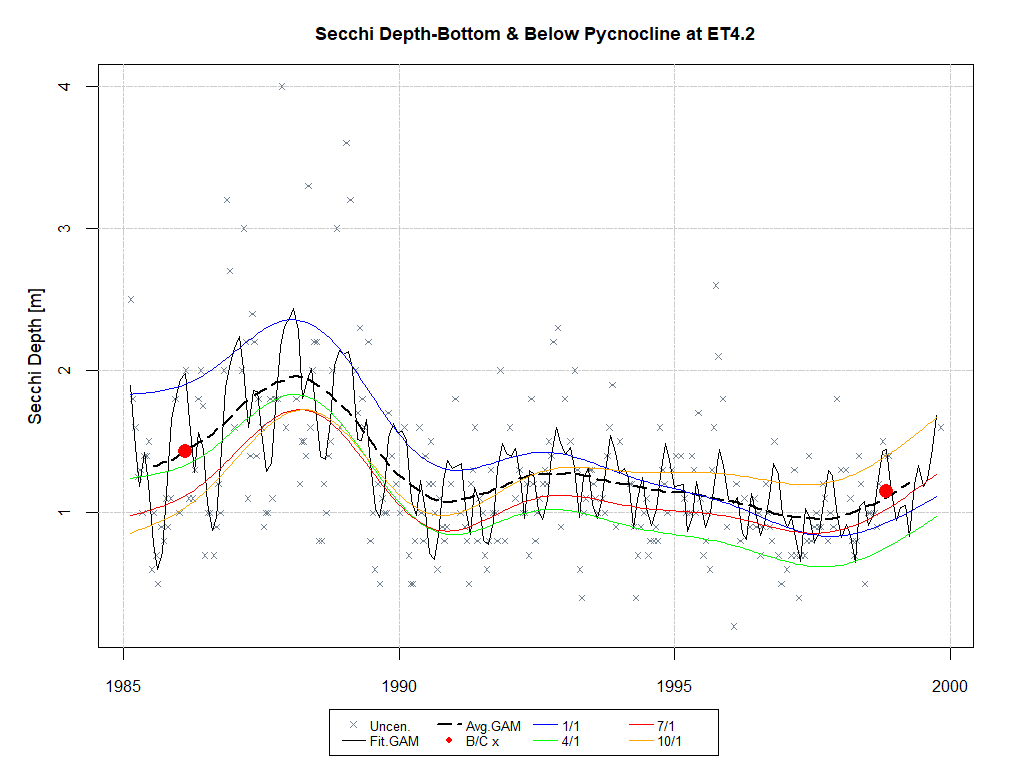 Secchi Depth-Bottom & Below Pycnocline at ET4.2
Secchi Depth [m]
4
3
2
1
1985 1990 1995 2000
Uncen. Avg.GAM 1/1 7/1
Fit.GAM B/C x 4/1 10/1